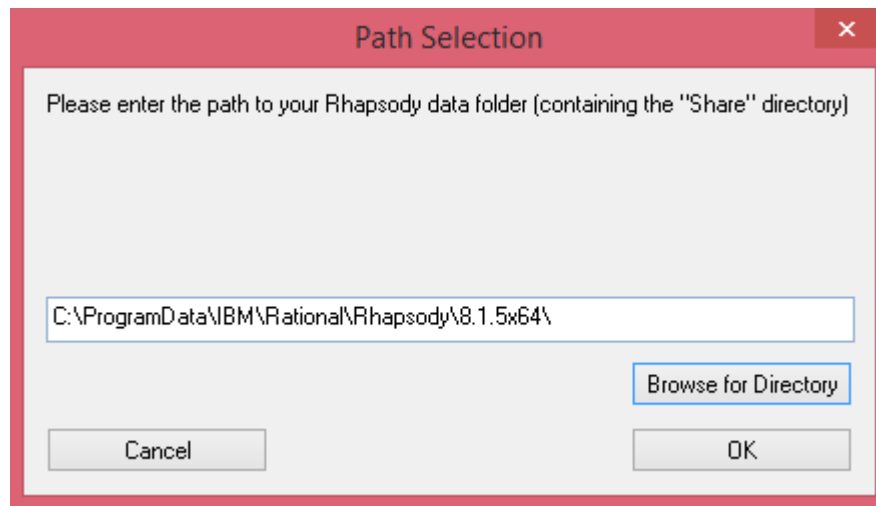 Path Selection
Please enter the path to your Rhapsody data folder (containing the "Share" directory)
C:\ProgramData\IBM\Rational\Rhapsody\8.1.5x64\
Browse for Directory
Cancel
OK